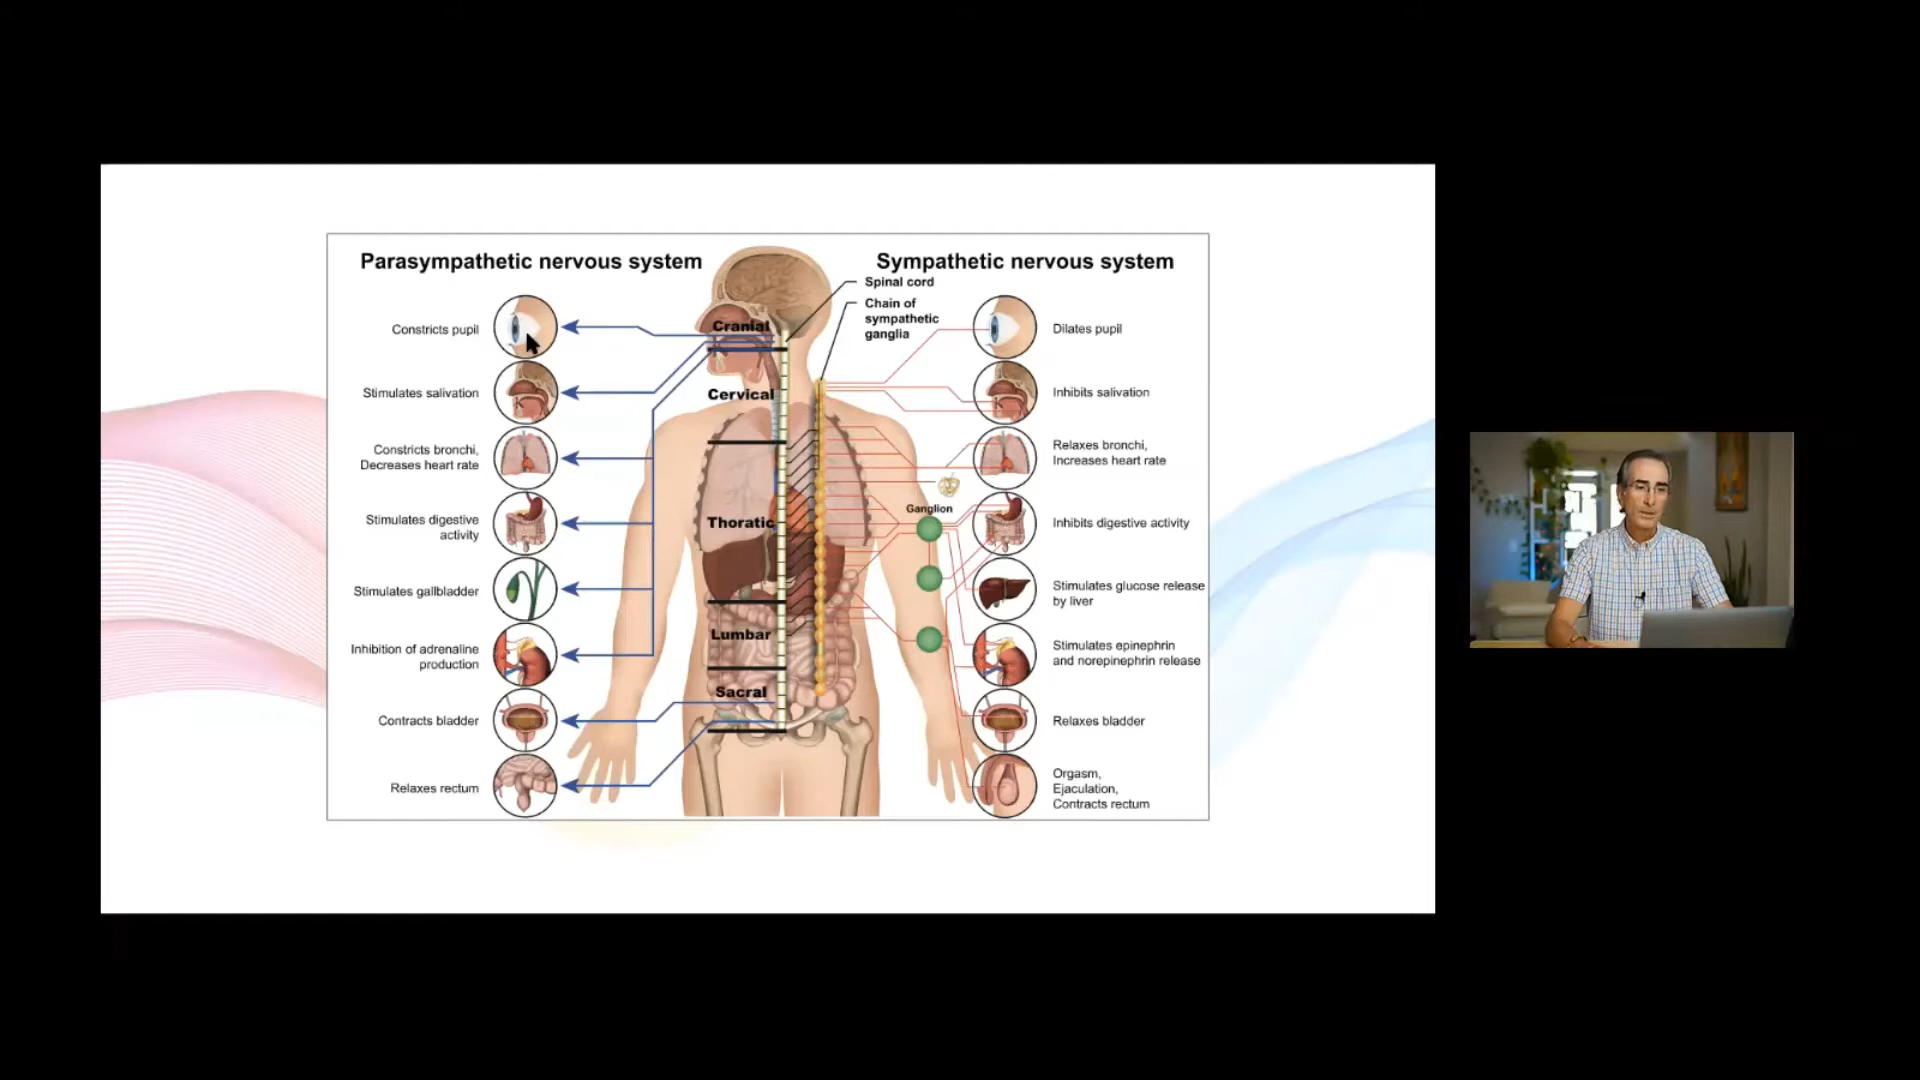 Parasympathetic nervous system
Sympathetic nervous system
Spinal cord
Chain of
sympathetic
ganglia
Cranial
Cervical
Thoratic
Lumbar
Sacral
Ganglion
Constricts pupil
Stimulates salivation
Constricts bronchi,
Decreases heart rate
Stimulates digestive
activity
Stimulates gallbladder
Inhibition of adrenaline
production
Contracts bladder
Relaxes rectum
Dilates pupil
Inhibits salivation
Relaxes bronchi,
Increases heart rate
Inhibits digestive activity
Stimulates glucose release
by liver
Stimulates epinephrin
and norepinephrin release
Relaxes bladder
Orgasm,
Ejaculation,
Contracts rectum